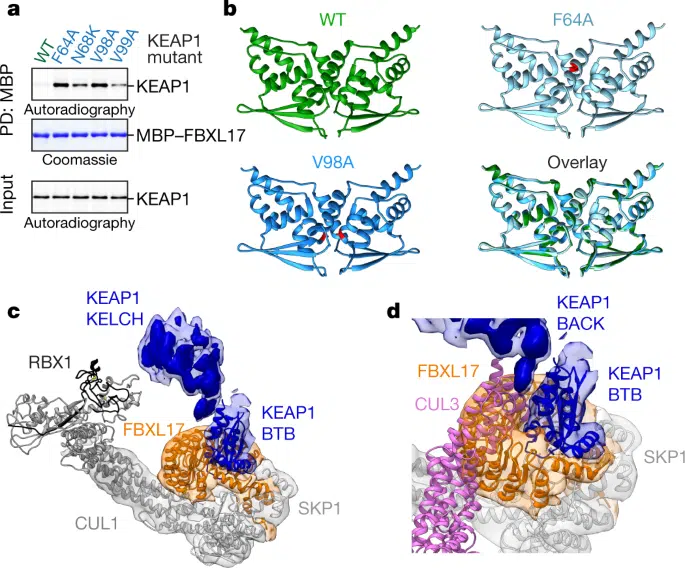 a
WT
F64A
N68K
V98A
V99A
KEAP1
mutant
PD: MBP
KEAP1
Autoradiography
MBP–FBXL17
Coomassie
Input
KEAP1
Autoradiography
b
WT
F64A
V98A
Overlay
c
KEAP1
KELCH
RBX1
FBXL17
KEAP1
BTB
CUL1
SKP1
d
KEAP1
BACK
FBXL17
KEAP1
BTB
CUL3
SKP1